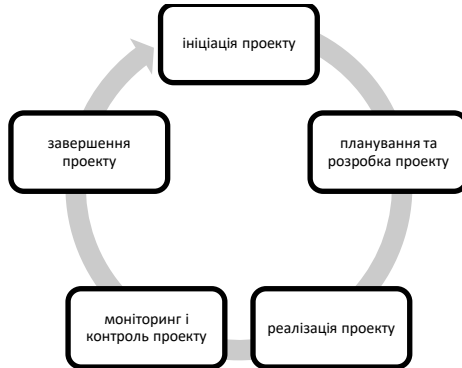 ініціація проекту
планування та
розробка проекту
реалізація проекту
моніторинг і
контроль проекту
завершення
проекту